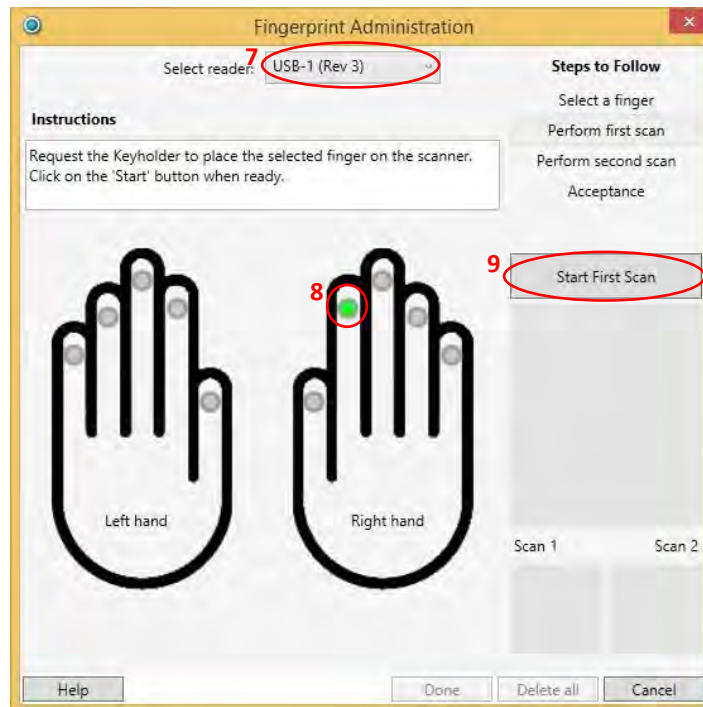 Fingerprint Administration
7
Select reader:
USB-1 (Rev 3)
Steps to Follow
Select a finger
Perform first scan
Perform second scan
Acceptance
Instructions
Request the Keyholder to place the selected finger on the scanner.
Click on the 'Start' button when ready.
8
9
Start First Scan
Left hand
Right hand
Scan 1
Scan 2
Help
Done
Delete all
Cancel